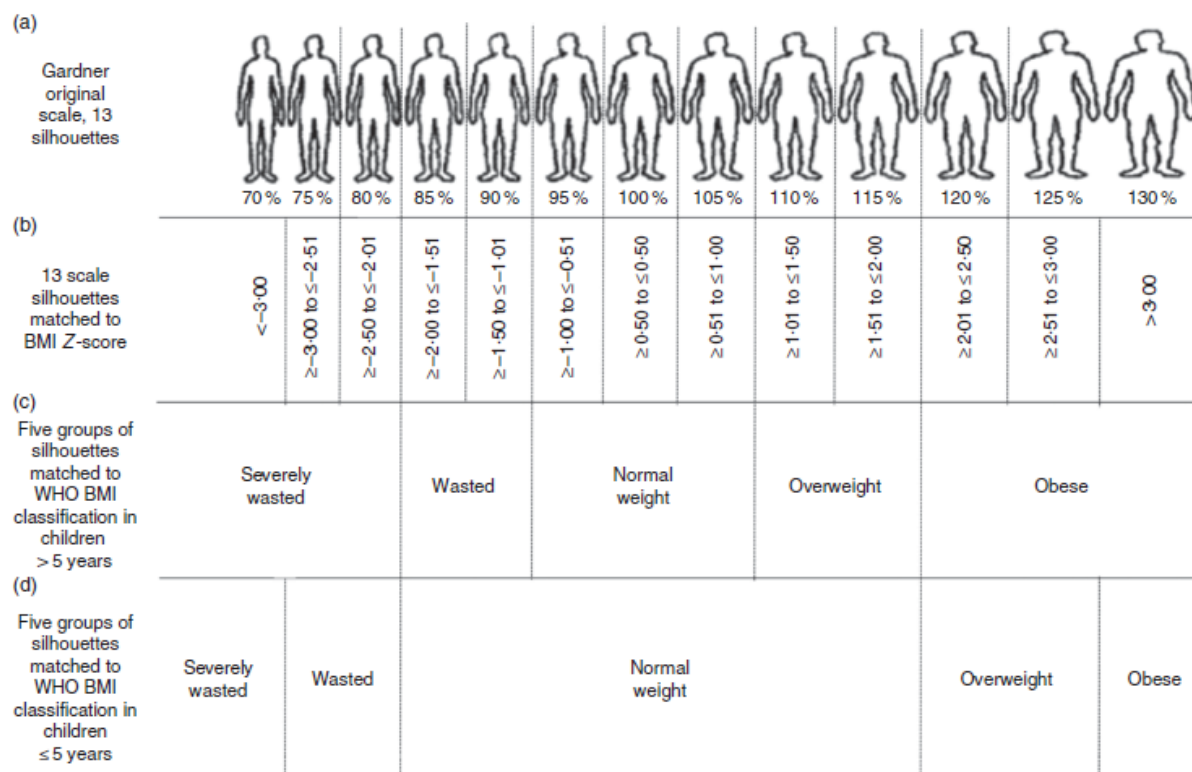 (a)
Gardner
original
scale, 13
silhouettes
70 % 75 % 80 % 85 % 90 % 95 % 100 % 105 % 110 % 115 % 120 % 125 % 130 %
(b)
13 scale
silhouettes
matched to
BMI Z-score
<−3·00
≥−3·00 to ≤−2·51
≥−2·50 to ≤−2·01
≥−2·00 to ≤−1·51
≥−1·50 to ≤−1·01
≥−1·00 to ≤−0·51
≥ 0·50 to ≤0·50
≥ 0·51 to ≤1·00
≥ 1·01 to ≤1·50
≥ 1·51 to ≤2·00
≥ 2·01 to ≤2·50
≥ 2·51 to ≤3·00
>3·00
(c)
Five groups of
silhouettes
matched to
WHO BMI
classification in
children
> 5 years
Severely
wasted
Wasted
Normal
weight
Overweight
Obese
(d)
Five groups of
silhouettes
matched to
WHO BMI
classification in
children
≤ 5 years
Severely
wasted
Wasted
Normal
weight
Overweight
Obese